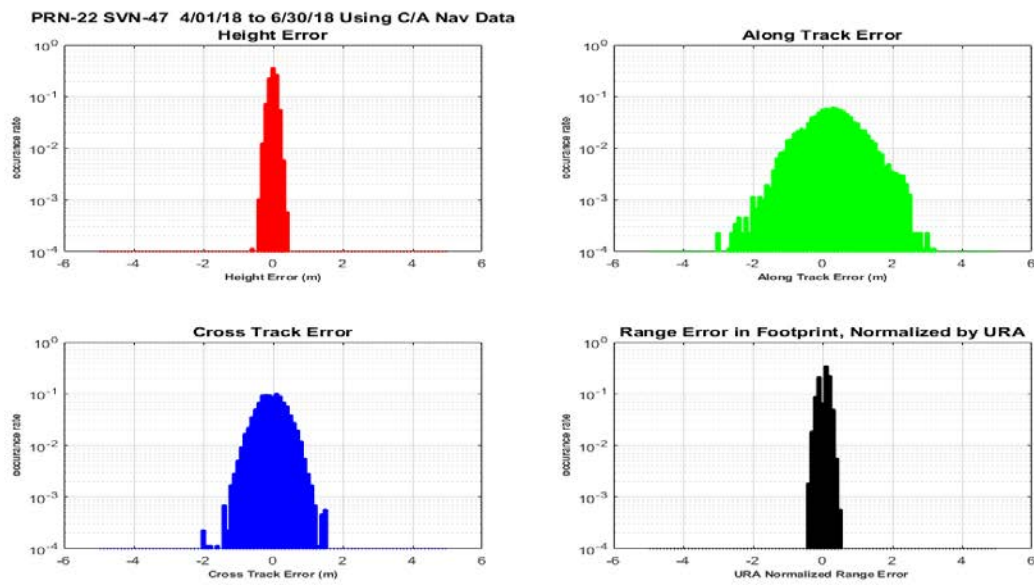 PRN-22 SVN-47 4/01/18 to 6/30/18 Using C/A Nav Data
Height Error
10^0
10^-1
10^-2
10^-3
10^-4
occurance rate
-6 -4 -2 0 2 4 6
Height Error (m)
Along Track Error
10^0
10^-1
10^-2
10^-3
10^-4
occurance rate
-6 -4 -2 0 2 4 6
Along Track Error (m)
Cross Track Error
10^0
10^-1
10^-2
10^-3
10^-4
occurance rate
-6 -4 -2 0 2 4 6
Cross Track Error (m)
Range Error in Footprint, Normalized by URA
10^0
10^-1
10^-2
10^-3
10^-4
occurance rate
-6 -4 -2 0 2 4 6
URA Normalized Range Error